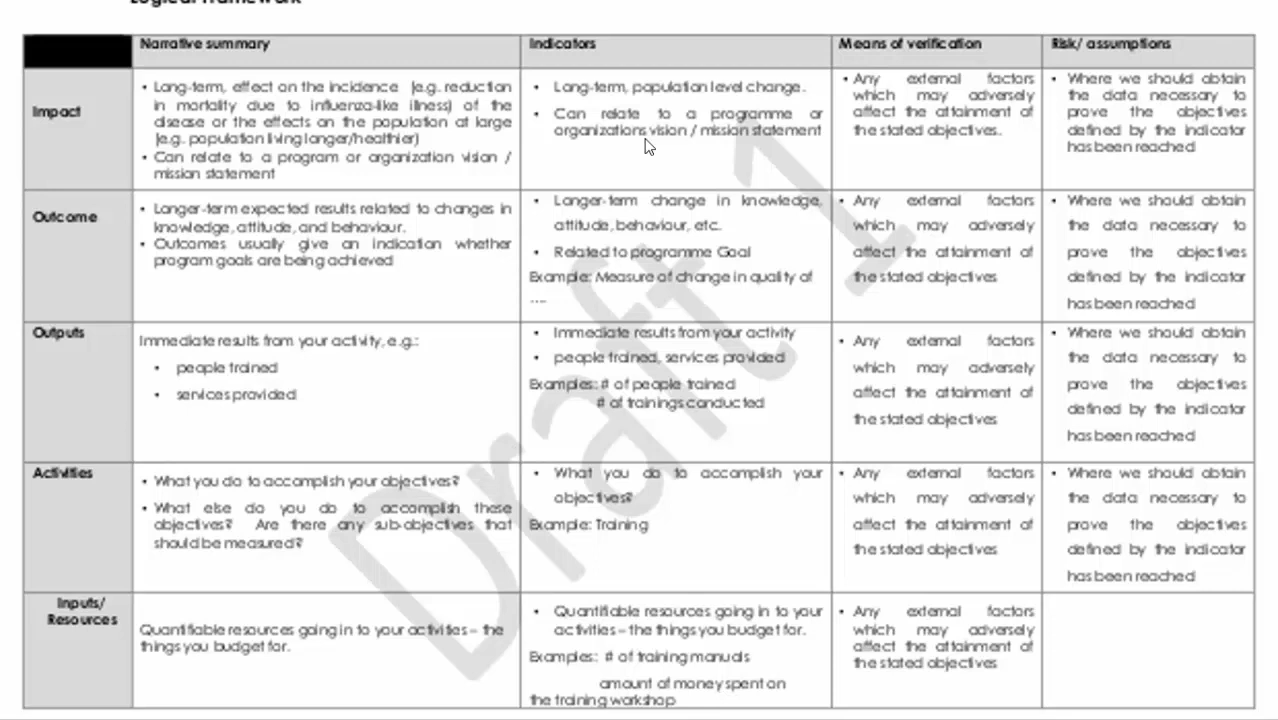 Logical Framework
Narrative summary
Indicators
Means of verification
Risk/ assumptions
Impact
• Long-term, effect on the incidence (e.g. reduction
in mortality due to influenza-like illness) of the
disease or the effects on the population at large
(e.g. population living longer/healthier)
• Can relate to a program or organization vision /
mission statement
• Long-term, population level change.
• Can relate to a programme or
organizations vision / mission statement
• Any external factors
which may adversely
affect the attainment of
the stated objectives.
• Where we should obtain
the data necessary to
prove the objectives
defined by the indicator
has been reached
Outcome
• Longer-term expected results related to changes in
knowledge, attitude, and behaviour.
• Outcomes usually give an indication whether
program goals are being achieved
• Longer-term change in knowledge,
attitude, behaviour, etc.
• Related to programme Goal
Example: Measure of change in quality of
....
• Any external factors
which may adversely
affect the attainment of
the stated objectives
• Where we should obtain
the data necessary to
prove the objectives
defined by the indicator
has been reached
Outputs
Immediate results from your activity, e.g.:
• people trained
• services provided
• Immediate results from your activity
• people trained, services provided
Examples: # of people trained
# of trainings conducted
• Any external factors
which may adversely
affect the attainment of
the stated objectives
• Where we should obtain
the data necessary to
prove the objectives
defined by the indicator
has been reached
Activities
• What you do to accomplish your objectives?
• What else do you do to accomplish these
objectives? Are there any sub-objectives that
should be measured?
• What you do to accomplish your
objectives?
Example: Training
• Any external factors
which may adversely
affect the attainment of
the stated objectives
• Where we should obtain
the data necessary to
prove the objectives
defined by the indicator
has been reached
Inputs/
Resources
Quantifiable resources going in to your activities – the
things you budget for.
• Quantifiable resources going in to your
activities – the things you budget for.
Examples: # of training manuals
amount of money spent on
the training workshop
• Any external factors
which may adversely
affect the attainment of
the stated objectives
Draft 1